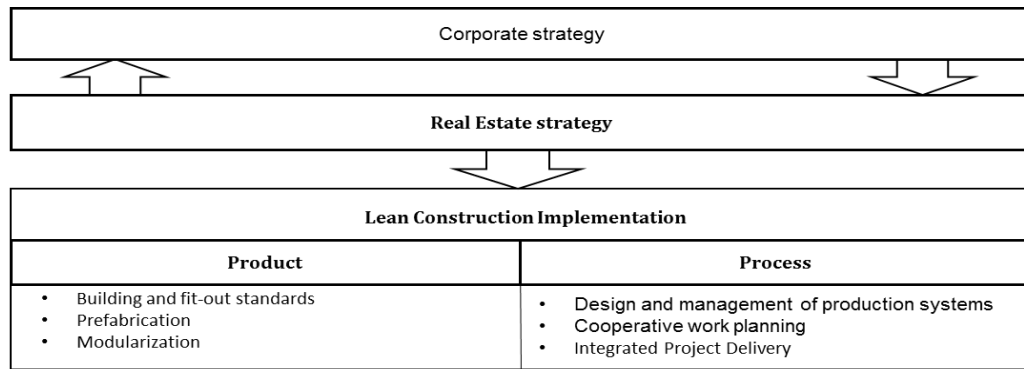 Corporate strategy
Real Estate strategy
Lean Construction Implementation
Product
Process
• Building and fit-out standards
• Prefabrication
• Modularization
• Design and management of production systems
• Cooperative work planning
• Integrated Project Delivery